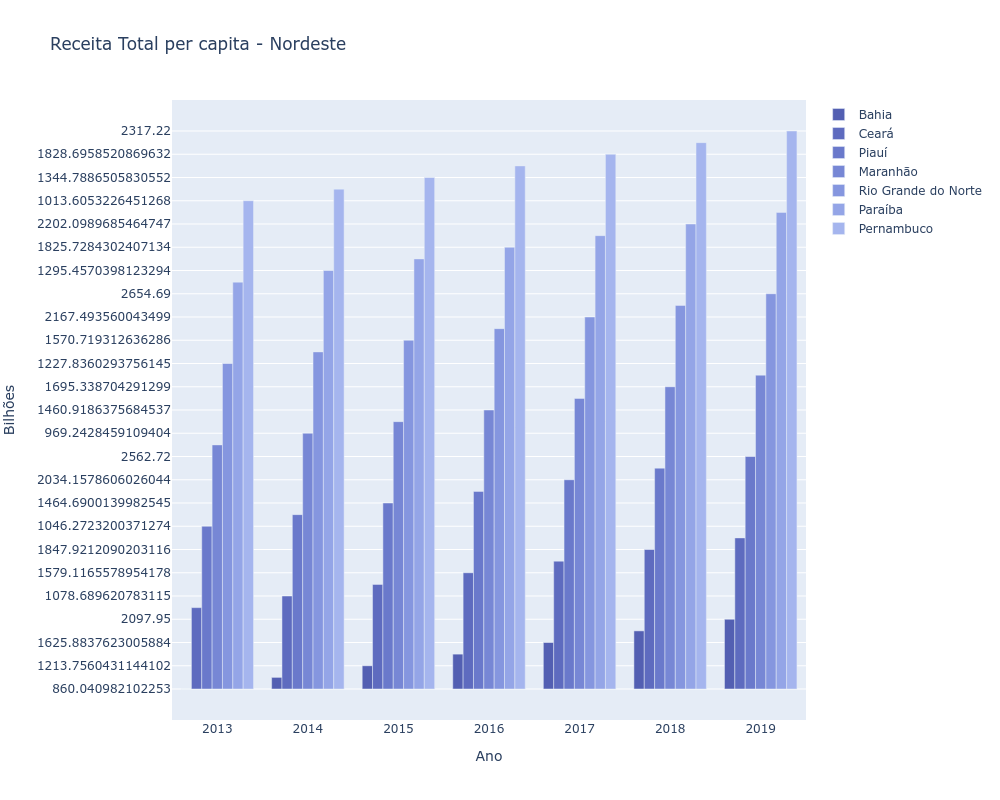 Receita Total per capita - Nordeste
2317.22
1828.6958520869632
1344.7886505830552
1013.6053226451268
2202.0989685464747
1825.7284302407134
1295.4570398123294
2654.69
2167.493560043499
1570.719312636286
1227.8360293756145
1695.338704291299
1460.9186375684537
969.2428459109404
2562.72
2034.1578606026044
1464.6900139982545
1046.2723200371274
1847.9212090203116
1579.1165578954178
1078.689620783115
2097.95
1625.8837623005884
1213.7560431144102
860.040982102253
Bilhões
2013 2014 2015 2016 2017 2018 2019
Ano
Bahia
Ceará
Piauí
Maranhão
Rio Grande do Norte
Paraíba
Pernambuco